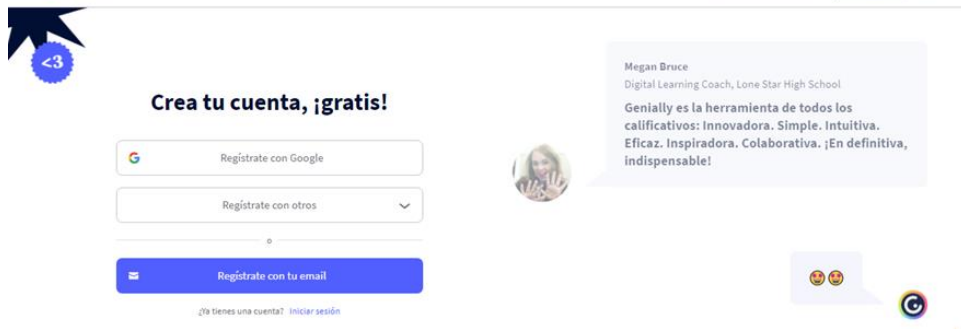 <3
Crea tu cuenta, ¡gratis!
Regístrate con Google
Regístrate con otros
o
Regístrate con tu email
¿Ya tienes una cuenta? Iniciar sesión
Megan Bruce
Digital Learning Coach, Lone Star High School
Genially es la herramienta de todos los
calificativos: Innovadora. Simple. Intuitiva.
Eficaz. Inspiradora. Colaborativa. ¡En definitiva,
indispensable!